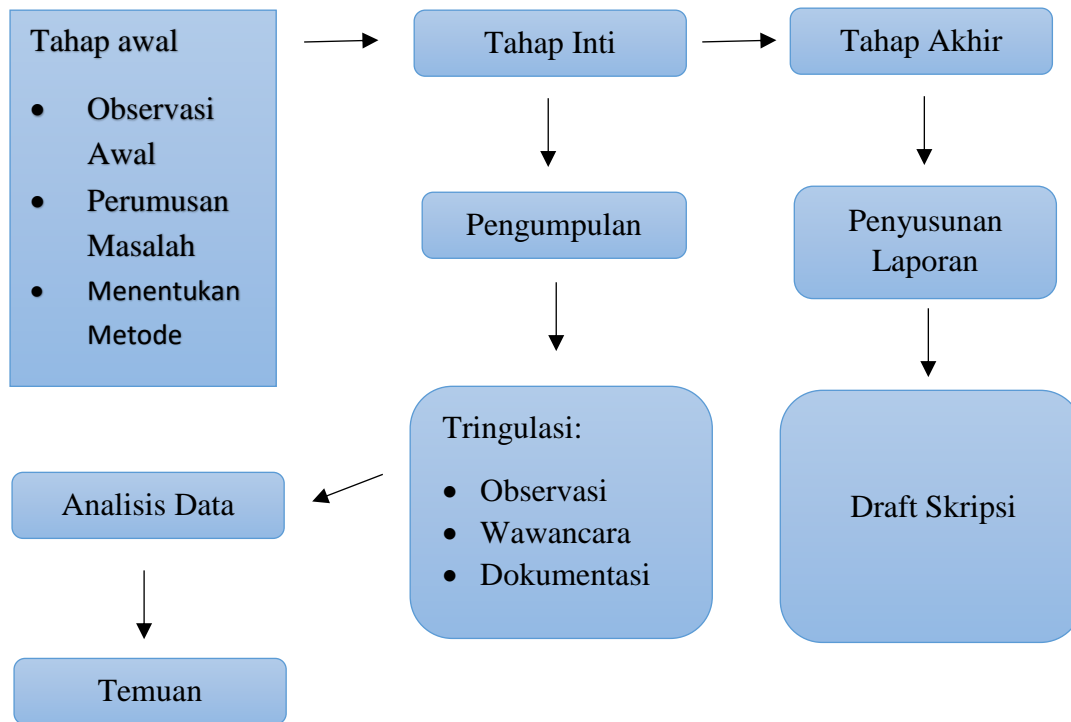 Tahap awal
• Observasi
Awal
• Perumusan
Masalah
• Menentukan
Metode
Tahap Inti
Tahap Akhir
Pengumpulan
Penyusunan
Laporan
Tringulasi:
• Observasi
• Wawancara
• Dokumentasi
Draft Skripsi
Analisis Data
Temuan